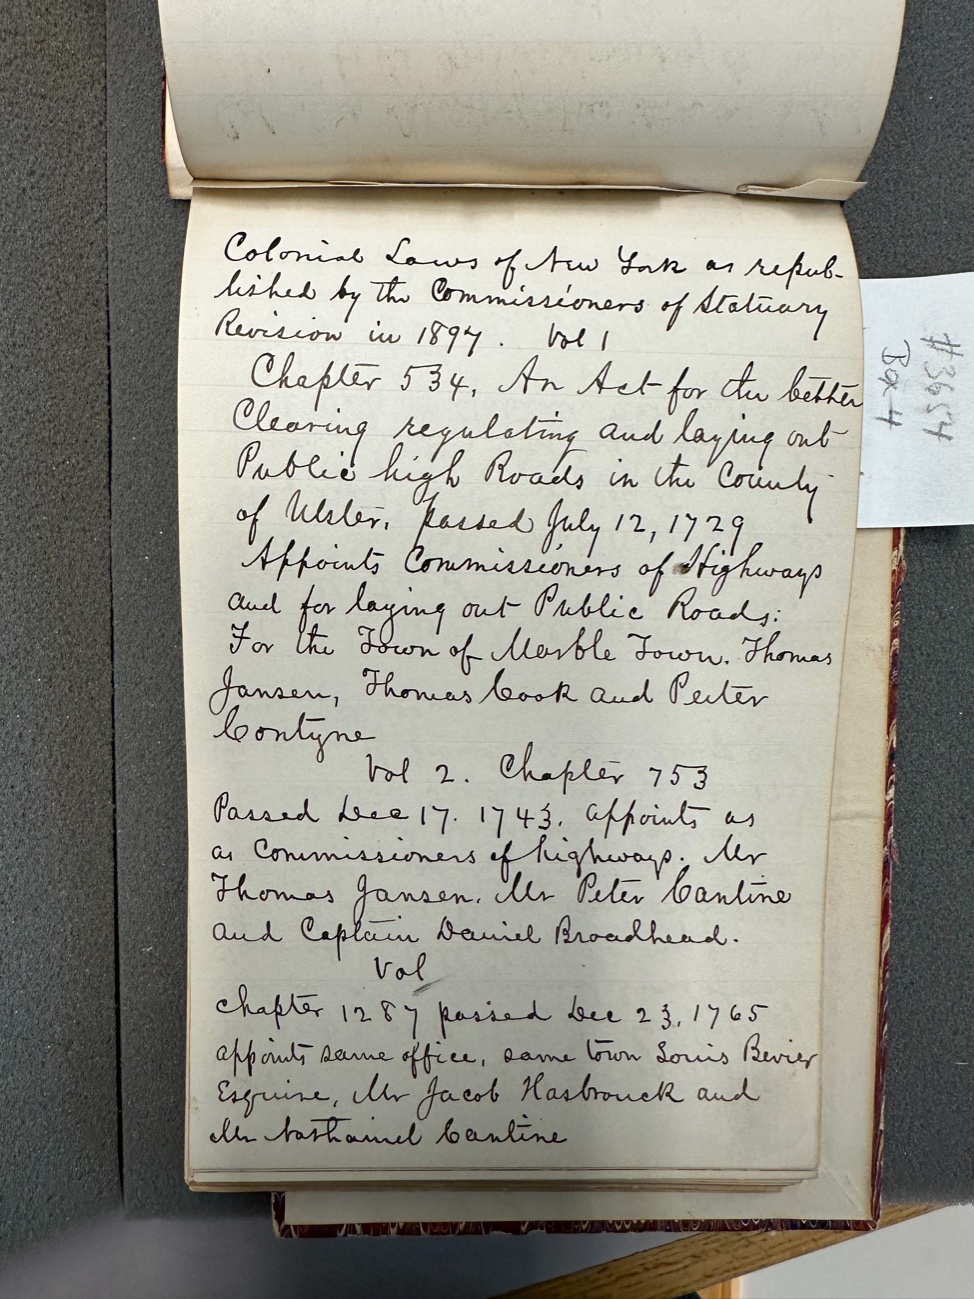 Colonial Laws of New York as repub-
lished by the Commissioners of Statuary
Revision in 1897. Vol 1
Chapter 534, An Act for the better
Clearing regulating and laying out
Public high Roads in the County
of Ulster, passed July 12, 1729
Appoints Commissioners of Highways
and for laying out Public Roads:
For the Town of Marble Town. Thomas
Jansen, Thomas Cook and Peiter
Contyne
Vol 2. Chapter 753
Passed Dec 17. 1743. appoints as
as Commissioners of highways. Mr
Thomas Jansen. Mr Peter Cantine
and Captain Daniel Broadhead.
Vol
Chapter 1287 passed Dec 23, 1765
appoints same office, same town Louis Bevier
Esquire, Mr Jacob Hasbrouck and
Mr Nathaniel Cantine
#3654
Box 4